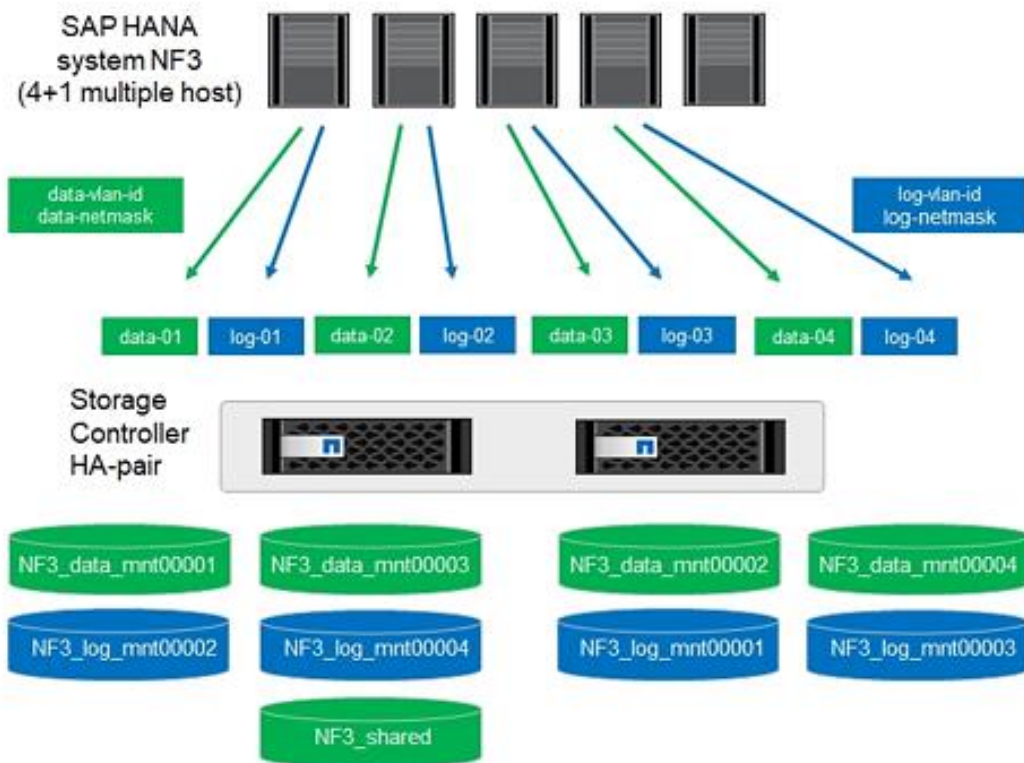 SAP HANA
system NF3
(4+1 multiple host)
data-vlan-id
data-netmask
log-vlan-id
log-netmask
data-01
log-01
data-02
log-02
data-03
log-03
data-04
log-04
Storage
Controller
HA-pair
NF3_data_mnt00001
NF3_data_mnt00003
NF3_data_mnt00002
NF3_data_mnt00004
NF3_log_mnt00002
NF3_log_mnt00004
NF3_log_mnt00001
NF3_log_mnt00003
NF3_shared